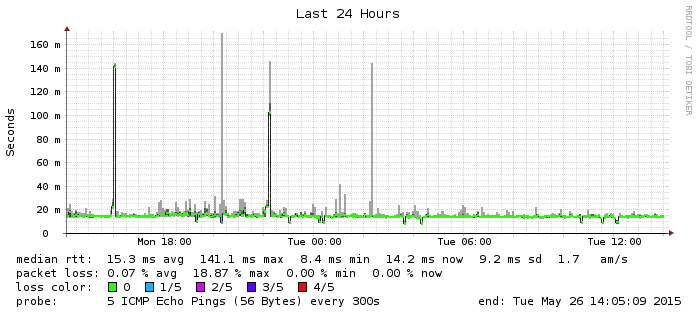 Last 24 Hours
RRDTOOL / TOBI OETIKER
Seconds
160 m
140 m
120 m
100 m
80 m
60 m
40 m
20 m
0
Mon 18:00 Tue 00:00 Tue 06:00 Tue 12:00
median rtt: 15.3 ms avg 141.1 ms max 8.4 ms min 14.2 ms now 9.2 ms sd 1.7 am/s
packet loss: 0.07 % avg 18.87 % max 0.00 % min 0.00 % now
loss color: 0 1/5 2/5 3/5 4/5
probe: 5 ICMP Echo Pings (56 Bytes) every 300s end: Tue May 26 14:05:09 2015